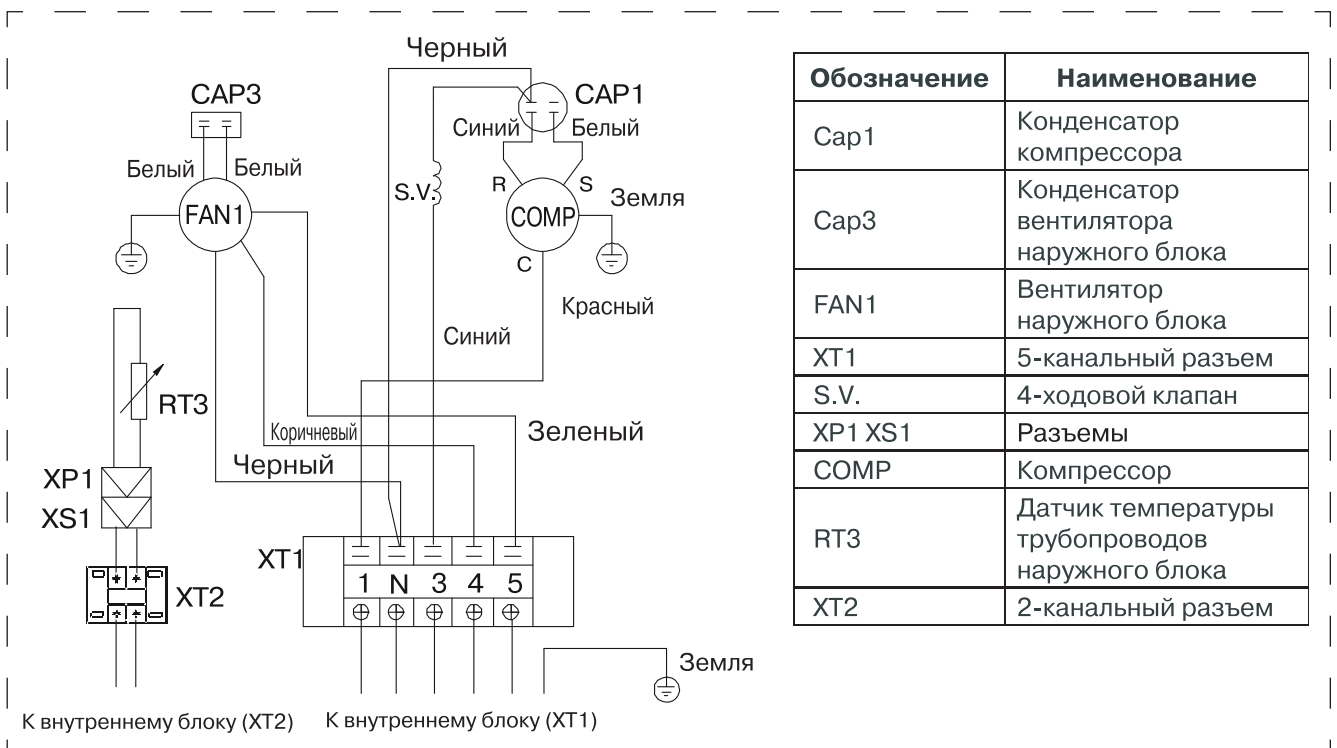 Черный
CAP3
CAP1
Синий
Белый
Белый
Белый
S.V.
R
S
Земля
FAN1
COMP
C
Красный
Синий
RT3
Коричневый
Зеленый
Черный
XP1
XS1
XT1
1 N 3 4 5
XT2
Земля
К внутреннему блоку (XT2)
К внутреннему блоку (XT1)
Обозначение Наименование
Cap1 Конденсатор
компрессора
Cap3 Конденсатор
вентилятора
наружного блока
FAN1 Вентилятор
наружного блока
XT1 5-канальный разъем
S.V. 4-ходовой клапан
XP1 XS1 Разъемы
COMP Компрессор
RT3 Датчик температуры
трубопроводов
наружного блока
XT2 2-канальный разъем